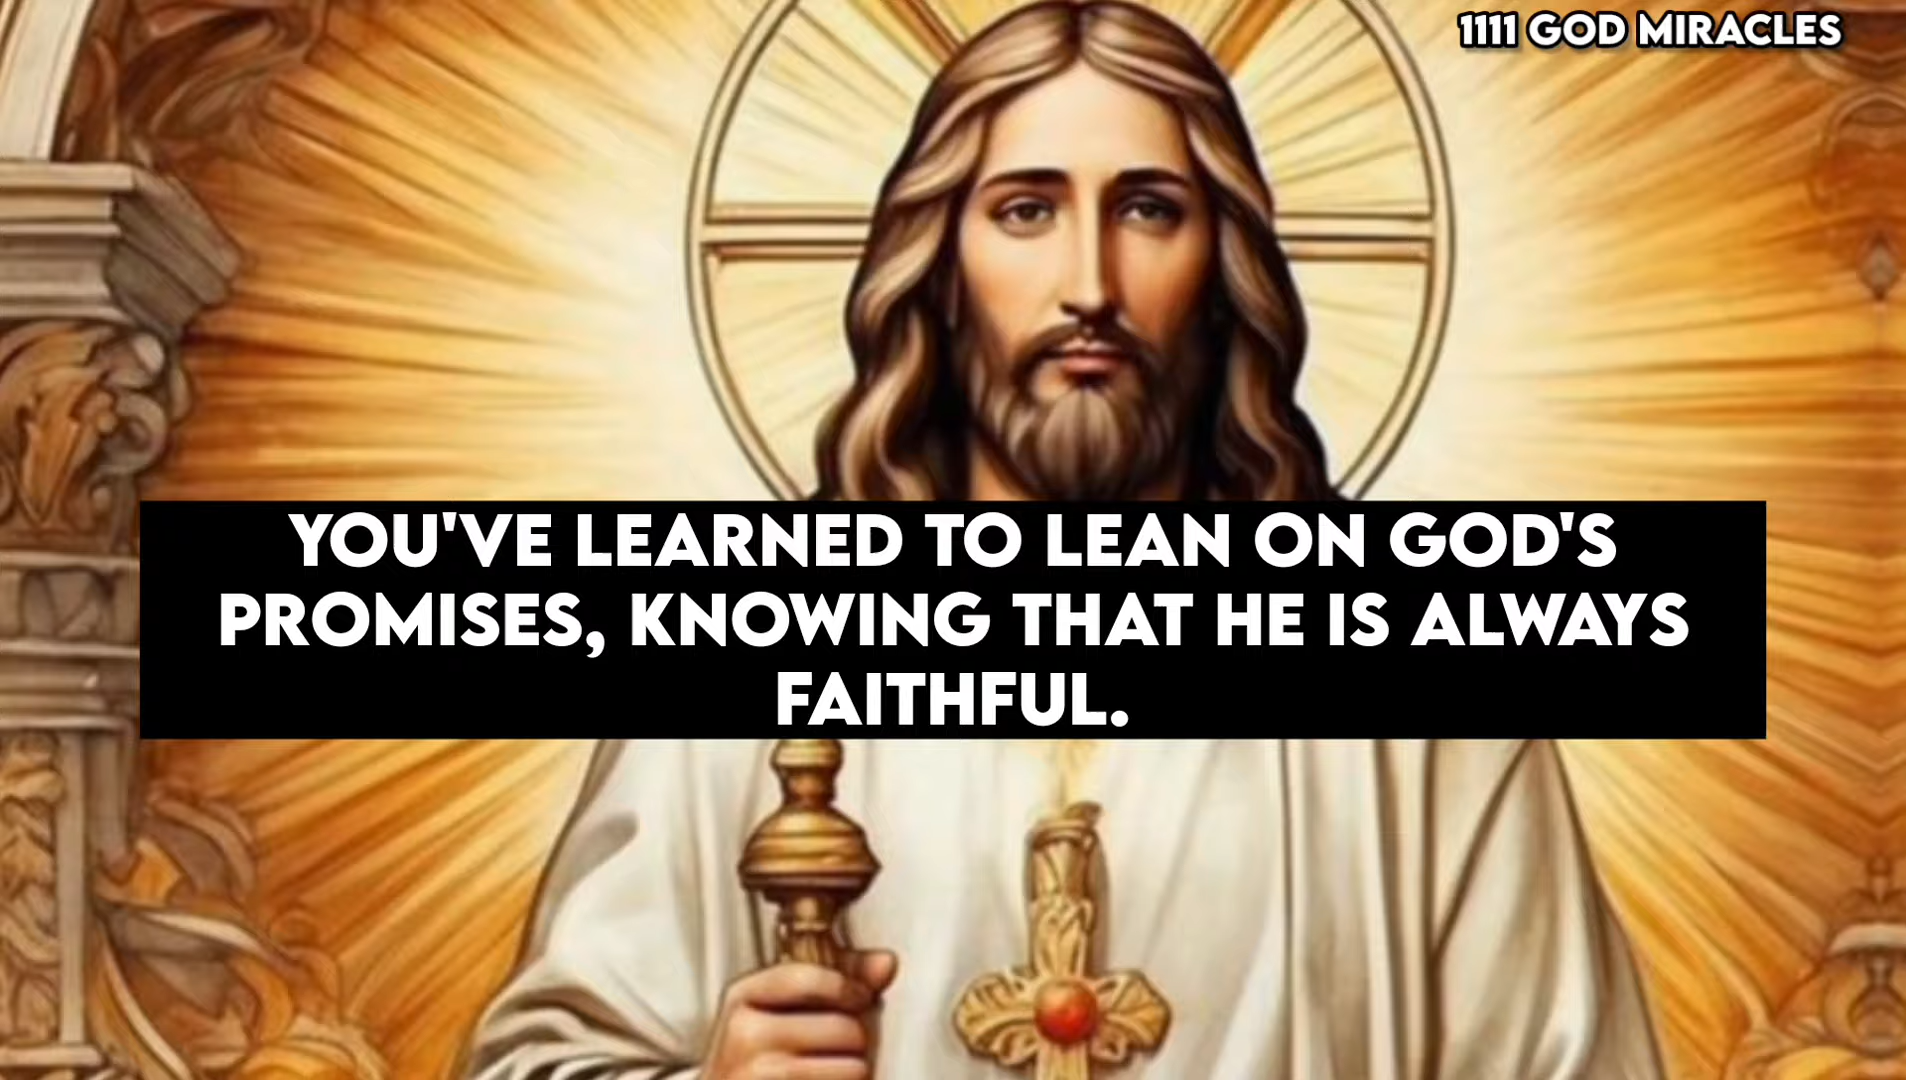 1111 GOD MIRACLES
YOU'VE LEARNED TO LEAN ON GOD'S
PROMISES, KNOWING THAT HE IS ALWAYS
FAITHFUL.